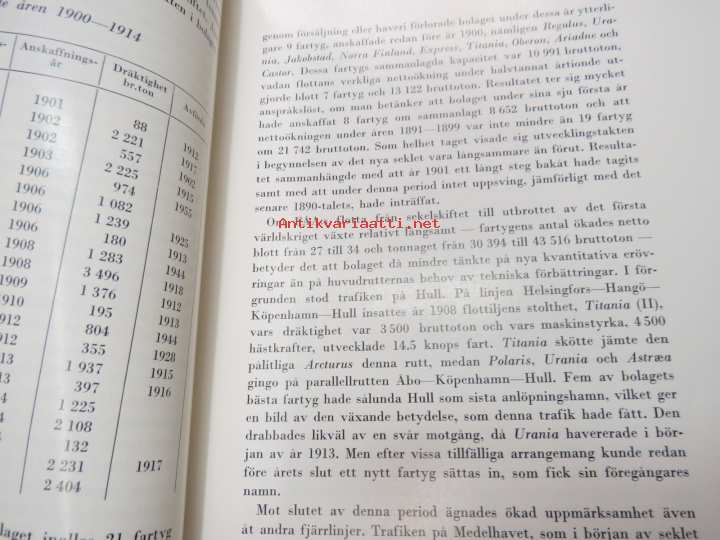 e åren 1900—1914
Anskaffnings-
år
Dräktighet
br.ton
1901
1902
1902
1903
1906
1906
1906
1906
1908
1908
1909
1910
88
2 221
557
2 225
974
1 082
1 239
180
1 283
3 496
1 376
195
804
355
1 937
397
1 225
2 108
132
2 231
2 404
1912
1917
1902
1915
1955
1925
1913
1944
1918
1912
1913
1944
1928
1915
1916
1917
21 fartyg
genom försäljning eller haveri förlorade bolaget under dessa år ytterli-
gare 9 fartyg, anskaffade redan före år 1900, nämligen Regulus, Ura-
nia, Jakobstad, Norra Finland, Express, Titania, Oberon, Ariadne och
Castor. Dessa fartygs sammanlagda kapacitet var 10 991 bruttoton,
vadan flottans verkliga nettoökning under halvtannat årtionde ut-
gjorde blott 7 fartyg och 13 122 bruttoton. Resultatet ter sig mycket
anspråkslöst, om man betänker att bolaget under sina sju första år
hade anskaffat 8 fartyg om sammanlagt 8 652 bruttoton och att
nettoökningen under åren 1891—1899 var inte mindre än 19 fartyg
om 21 742 bruttoton. Som helhet taget visade sig utvecklingstakten
i begynnelsen av det nya seklet vara långsammare än förut. Resulta-
tet sammanhängde med att år 1901 ett långt steg bakåt hade tagits
samt med att under denna period intet uppsving, jämförligt med det
senare 1890-talets, hade inträffat.
Om FÅA:s flotta från sekelskiftet till utbrottet av det första
Antikvariaatti.net
världskriget växte relativt långsamt — fartygens antal ökades netto
blott från 27 till 34 och tonnaget från 30 394 till 43 516 bruttoton —
betyder det att bolaget då mindre tänkte på nya kvantitativa eröv-
ringar än på huvudrutternas behov av tekniska förbättringar. I för-
grunden stod trafiken på Hull. På linjen Helsingfors—Hangö—
Köpenhamn—Hull insattes år 1908 flottiljens stolthet, Titania (II),
vars dräktighet var 3 500 bruttoton och vars maskinstyrka, 4 500
hästkrafter, utvecklade 14.5 knops fart. Titania skötte jämte den
pålitliga Arcturus denna rutt, medan Polaris, Urania och Astræa
gingo på parallellrutten Åbo—Köpenhamn—Hull. Fem av bolagets
bästa fartyg hade sålunda Hull som sista anlöpningshamn, vilket ger
en bild av den växande betydelse, som denna trafik hade fått. Den
drabbades likväl av en svår motgång, då Urania havererade i bör-
jan av år 1913. Men efter vissa tillfälliga arrangemang kunde redan
före årets slut ett nytt fartyg sättas in, som fick sin föregångares
namn.
Mot slutet av denna period ägnades ökad uppmärksamhet även
åt andra fjärrlinjer. Trafiken på Medelhavet, som i början av seklet